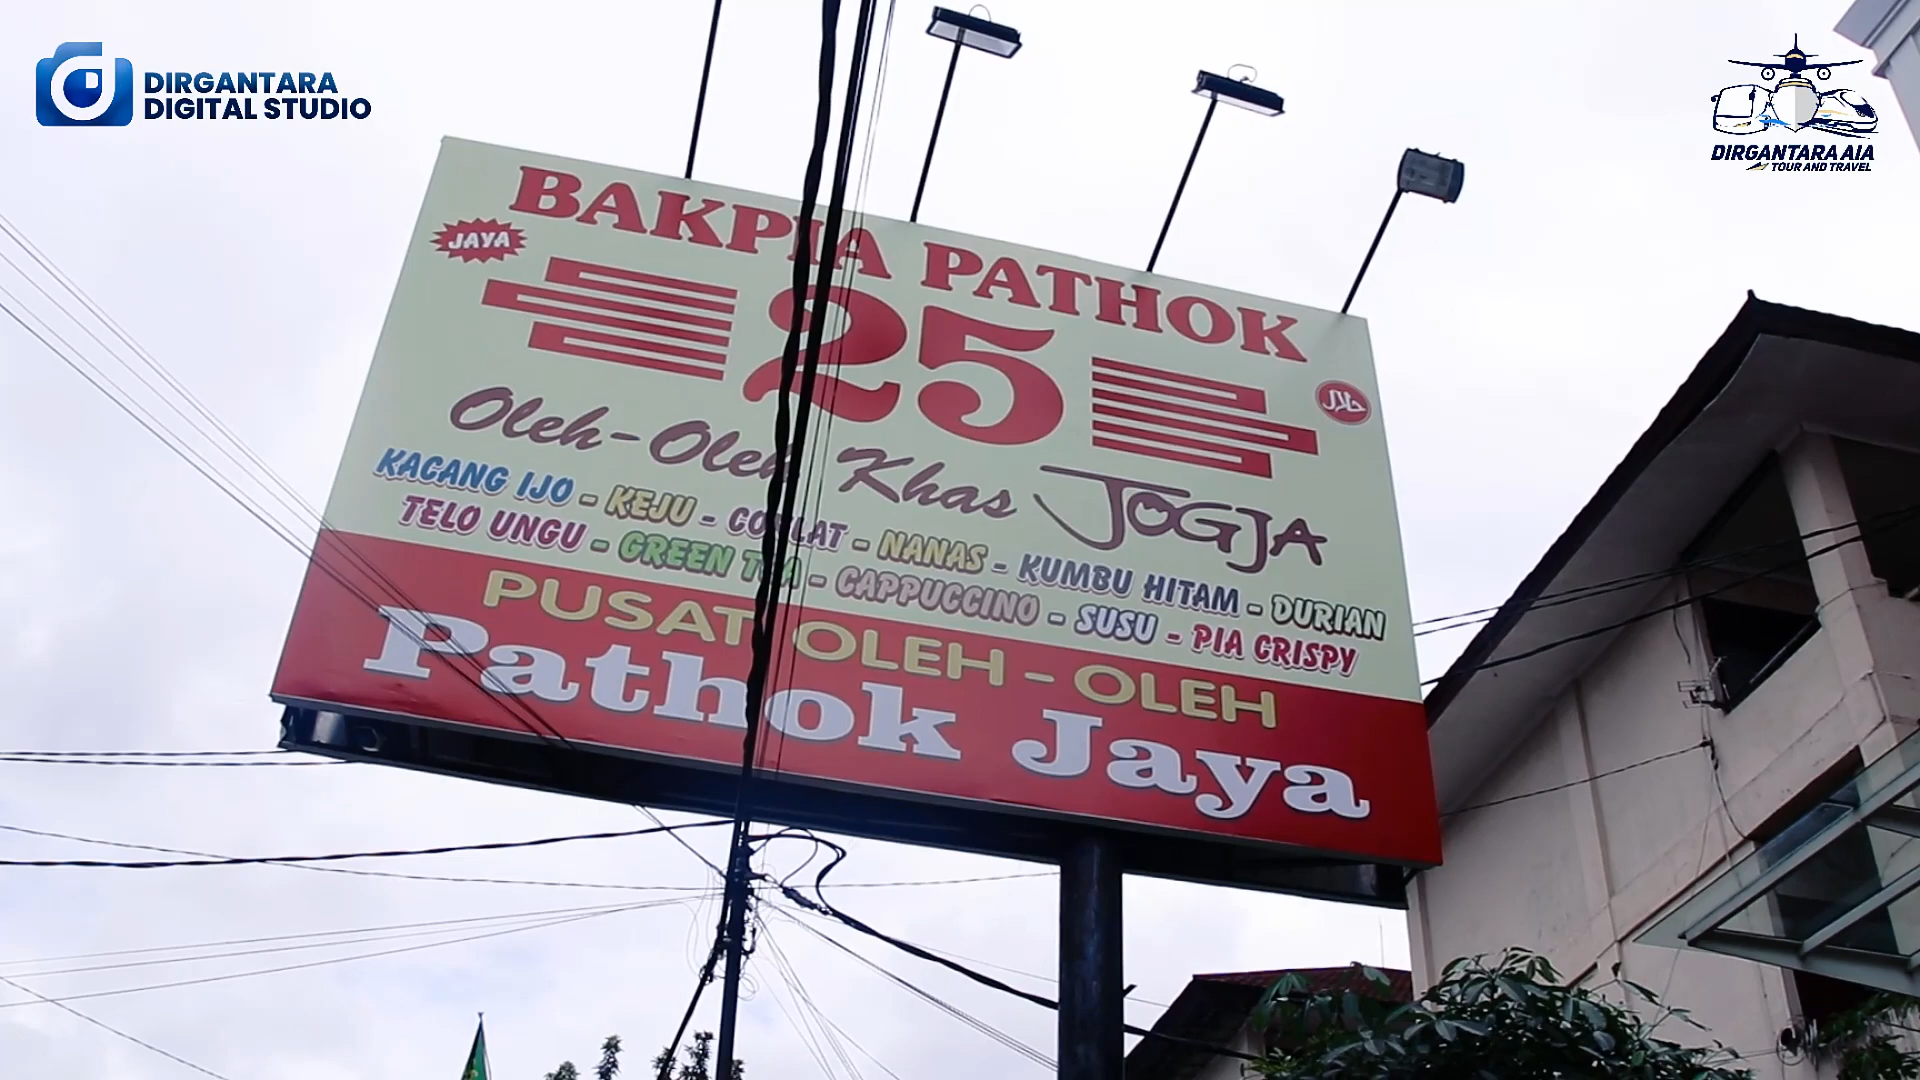 DIRGANTARA
DIGITAL STUDIO
DIRGANTARA AIA
TOUR AND TRAVEL
BAKPIA PATHOK
JAYA
25
حلال
Oleh-Oleh Khas JOGJA
KACANG IJO - KEJU - COKLAT - NANAS - KUMBU HITAM - DURIAN
TELO UNGU - GREEN TEA - CAPPUCCINO - SUSU - PIA CRISPY
PUSAT OLEH - OLEH
Pathok Jaya